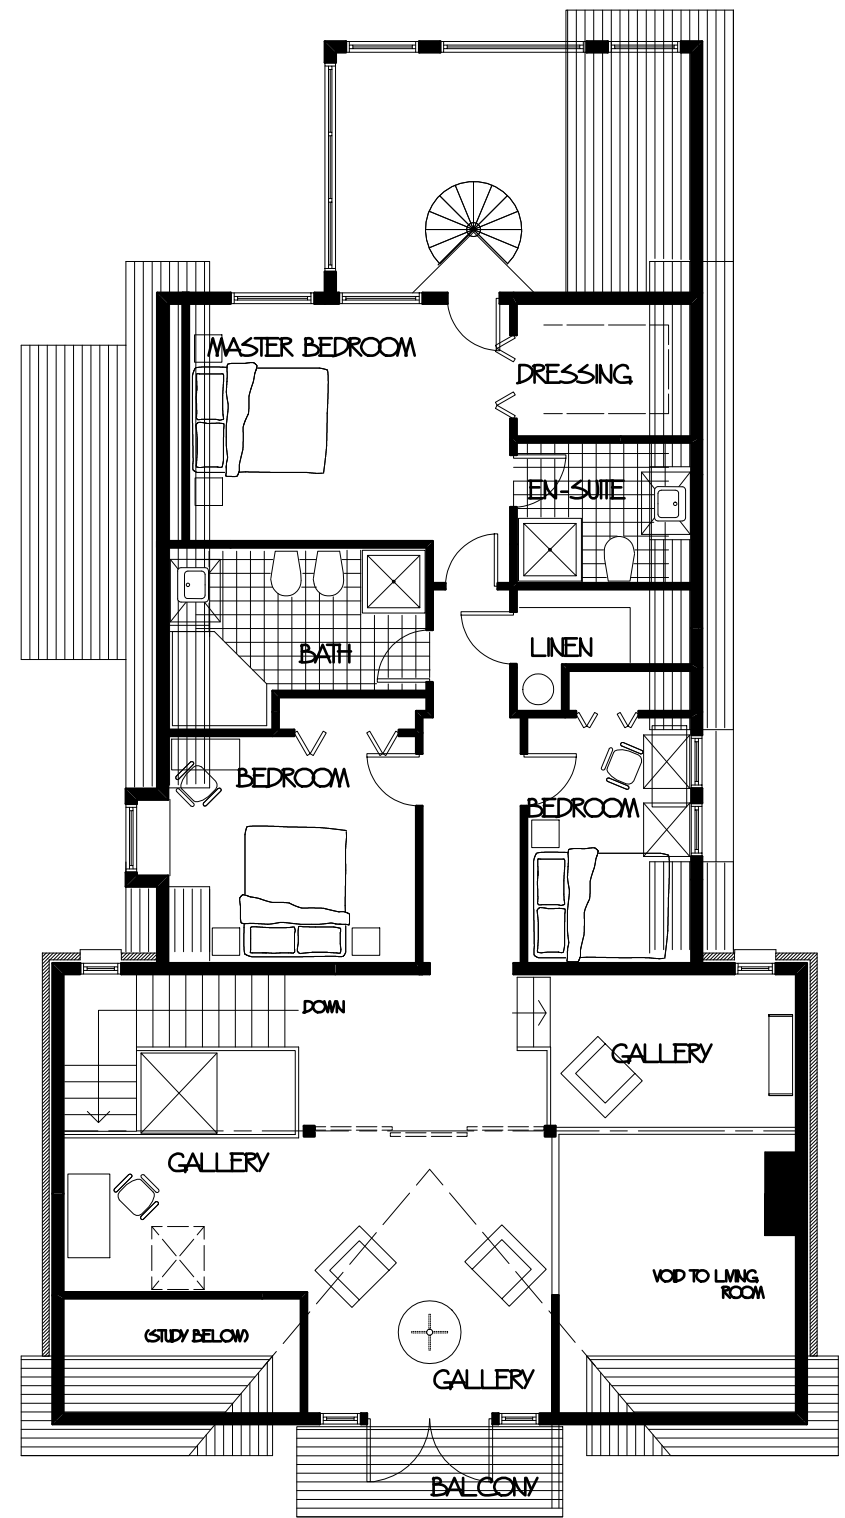 MASTER BEDROOM
DRESSING
EN-SUITE
BATH
LINEN
BEDROOM
BEDROOM
DOWN
GALLERY
GALLERY
VOID TO LIVING
ROOM
(STUDY BELOW)
GALLERY
BALCONY